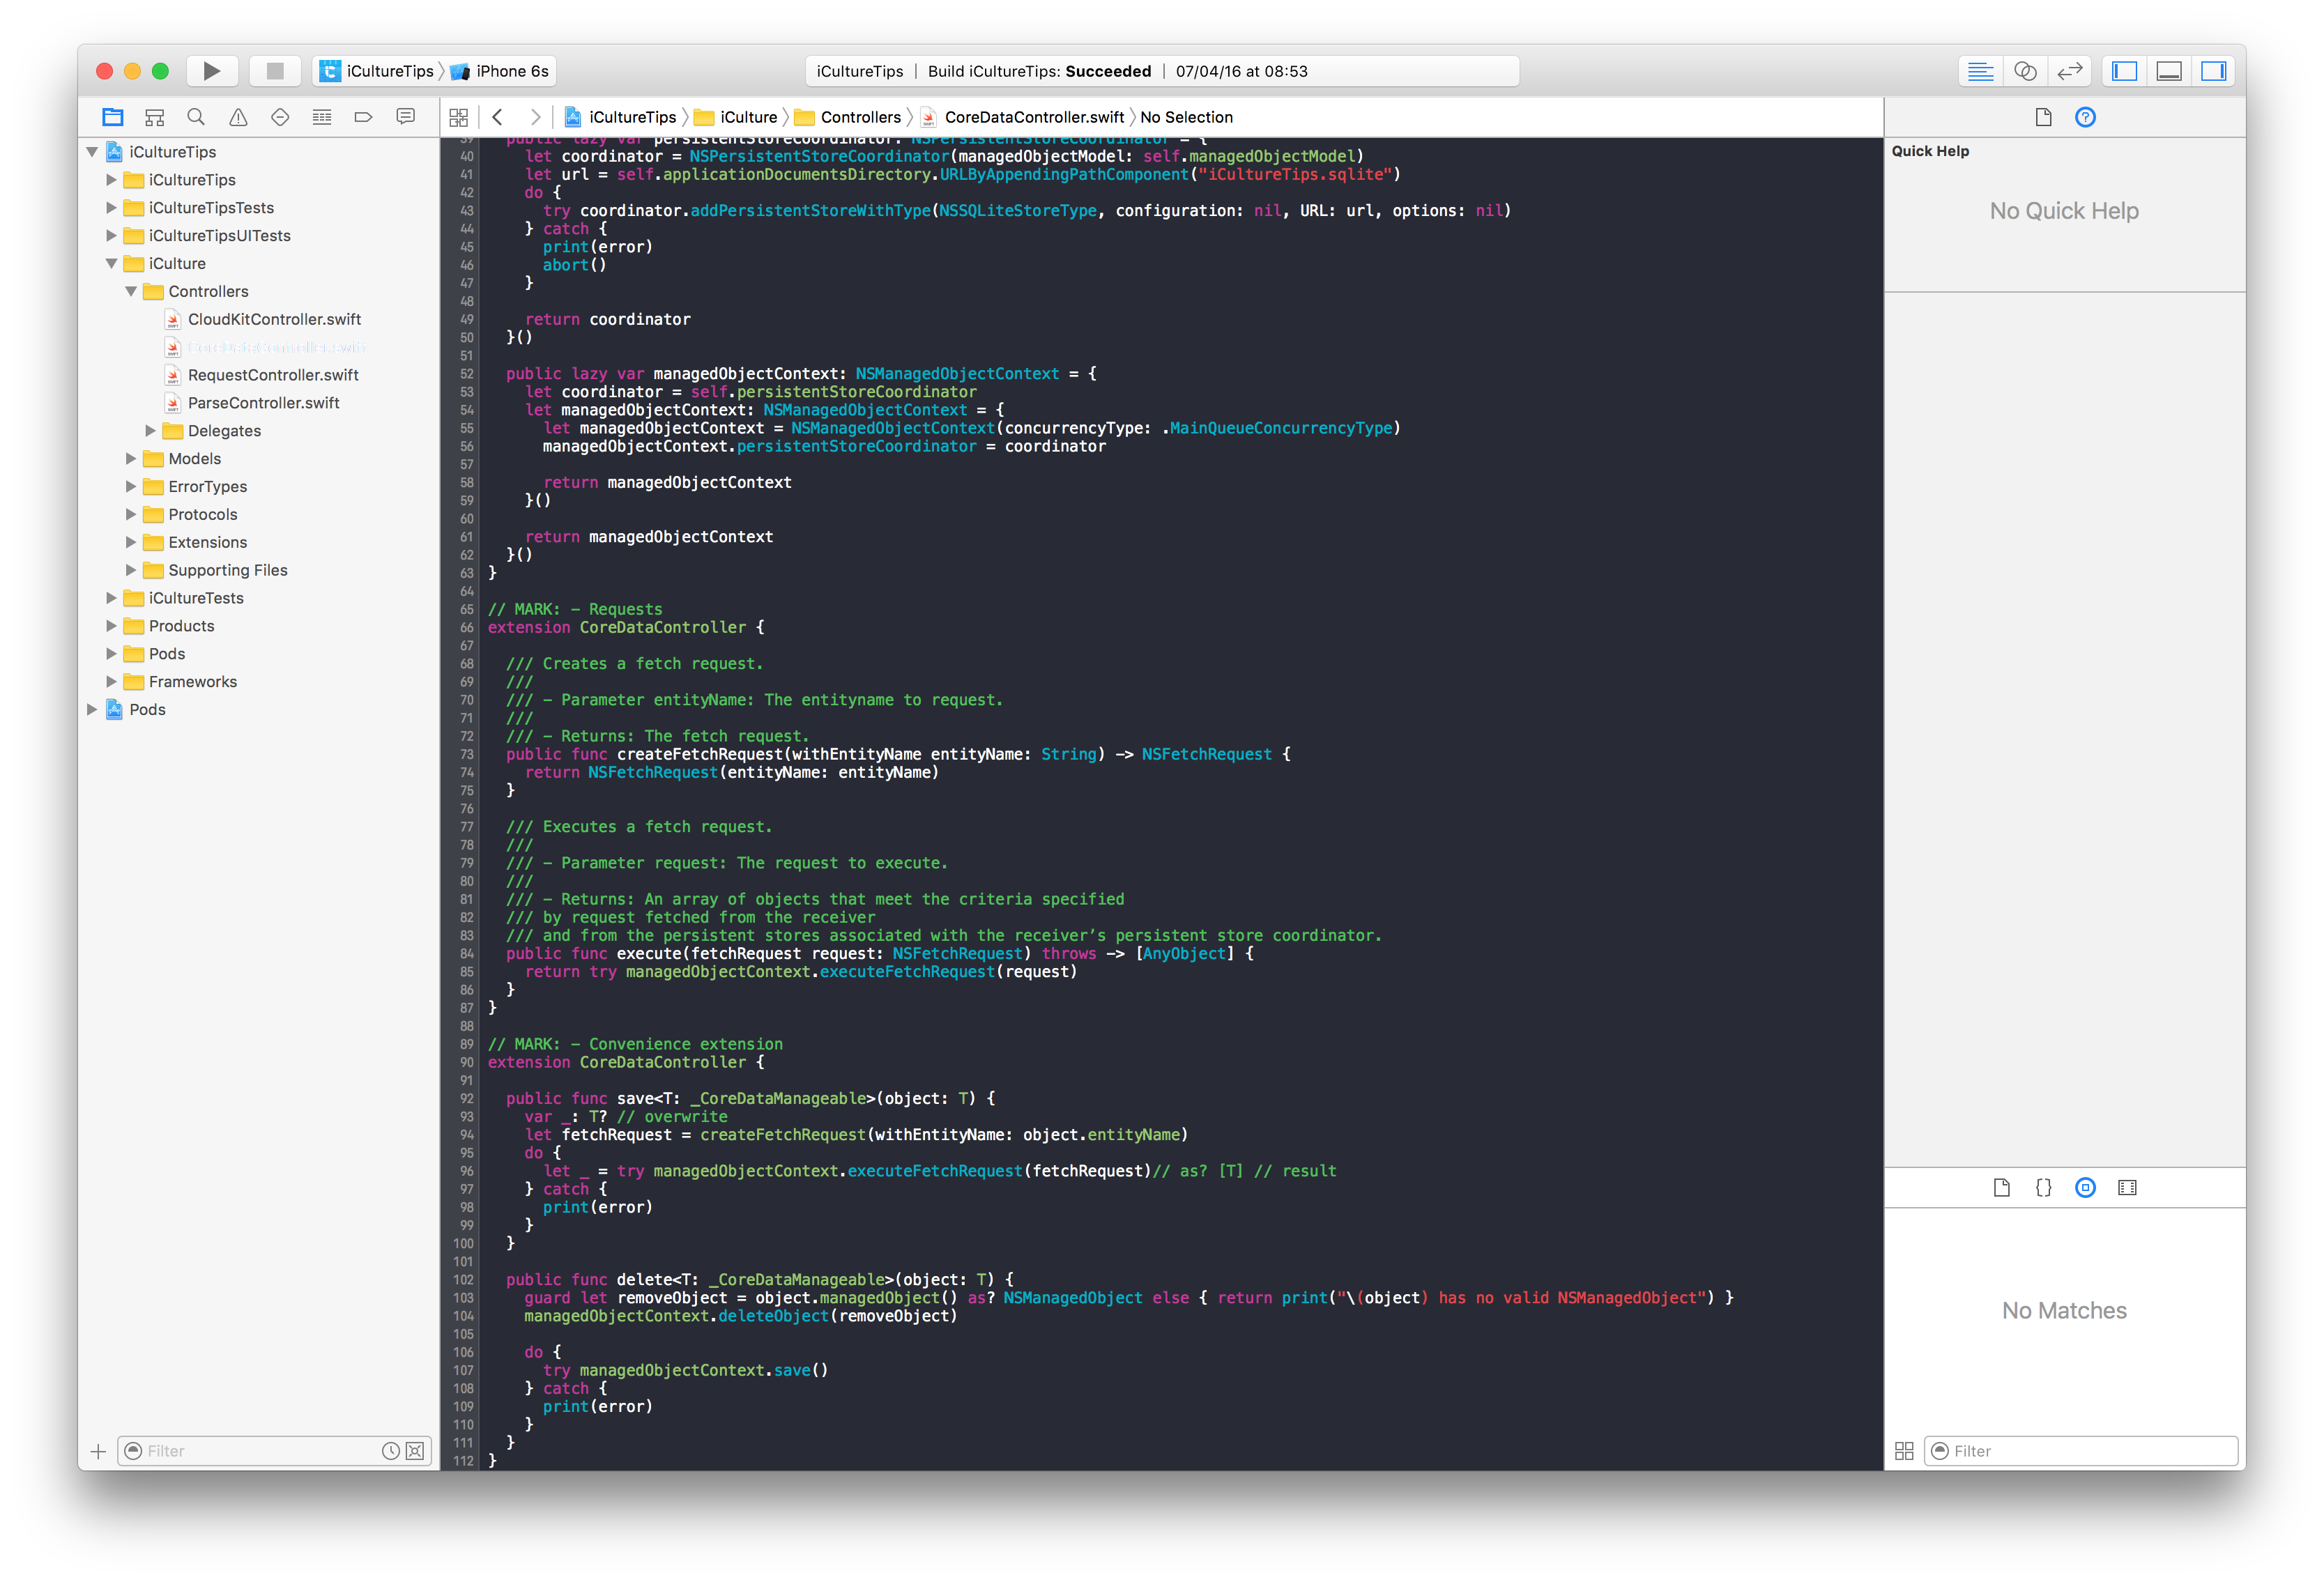 iCultureTips iPhone 6s
iCultureTips | Build iCultureTips: Succeeded | 07/04/16 at 08:53
iCultureTips iCulture Controllers CoreDataController.swift No Selection
iCultureTips
iCultureTips
iCultureTipsTests
iCultureTipsUITests
iCulture
Controllers
CloudKitController.swift
CoreDataController.swift
RequestController.swift
ParseController.swift
Delegates
Models
ErrorTypes
Protocols
Extensions
Supporting Files
iCultureTests
Products
Pods
Frameworks
Pods
Filter
39 public lazy var persistentStoreCoordinator: NSPersistentStoreCoordinator = {
40 let coordinator = NSPersistentStoreCoordinator(managedObjectModel: self.managedObjectModel)
41 let url = self.applicationDocumentsDirectory.URLByAppendingPathComponent("iCultureTips.sqlite")
42 do {
43 try coordinator.addPersistentStoreWithType(NSSQLiteStoreType, configuration: nil, URL: url, options: nil)
44 } catch {
45 print(error)
46 abort()
47 }
48
49 return coordinator
50 }()
51
52 public lazy var managedObjectContext: NSManagedObjectContext = {
53 let coordinator = self.persistentStoreCoordinator
54 let managedObjectContext: NSManagedObjectContext = {
55 let managedObjectContext = NSManagedObjectContext(concurrencyType: .MainQueueConcurrencyType)
56 managedObjectContext.persistentStoreCoordinator = coordinator
57
58 return managedObjectContext
59 }()
60
61 return managedObjectContext
62 }()
63 }
64
65 // MARK: - Requests
66 extension CoreDataController {
67
68 /// Creates a fetch request.
69 ///
70 /// - Parameter entityName: The entityname to request.
71 ///
72 /// - Returns: The fetch request.
73 public func createFetchRequest(withEntityName entityName: String) -> NSFetchRequest {
74 return NSFetchRequest(entityName: entityName)
75 }
76
77 /// Executes a fetch request.
78 ///
79 /// - Parameter request: The request to execute.
80 ///
81 /// - Returns: An array of objects that meet the criteria specified
82 /// by request fetched from the receiver
83 /// and from the persistent stores associated with the receiver’s persistent store coordinator.
84 public func execute(fetchRequest request: NSFetchRequest) throws -> [AnyObject] {
85 return try managedObjectContext.executeFetchRequest(request)
86 }
87 }
88
89 // MARK: - Convenience extension
90 extension CoreDataController {
91
92 public func save<T: _CoreDataManageable>(object: T) {
93 var _: T? // overwrite
94 let fetchRequest = createFetchRequest(withEntityName: object.entityName)
95 do {
96 let _ = try managedObjectContext.executeFetchRequest(fetchRequest)// as? [T] // result
97 } catch {
98 print(error)
99 }
100 }
101
102 public func delete<T: _CoreDataManageable>(object: T) {
103 guard let removeObject = object.managedObject() as? NSManagedObject else { return print("\(object) has no valid NSManagedObject") }
104 managedObjectContext.deleteObject(removeObject)
105
106 do {
107 try managedObjectContext.save()
108 } catch {
109 print(error)
110 }
111 }
112 }
Quick Help
No Quick Help
No Matches
Filter